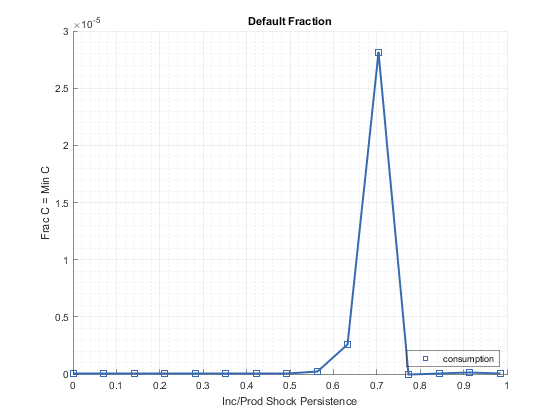 Default Fraction
×10^-5
3
2.5
2
1.5
1
0.5
0
Frac C = Min C
0 0.1 0.2 0.3 0.4 0.5 0.6 0.7 0.8 0.9 1
Inc/Prod Shock Persistence
consumption